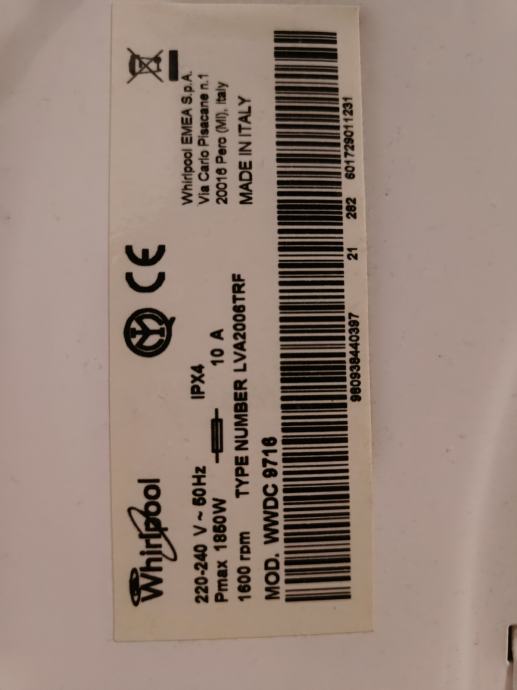 Whirlpool
220-240 V ~ 50Hz IPX4
Pmax 1850W 10 A
1600 rpm TYPE NUMBER LVA2006TRF
MOD. WWDC 9716
CE
Whirlpool EMEA S.p.A.
Via Carlo Pisacane n.1
20016 Pero (MI), Italy
MADE IN ITALY
980938440397 21 282 601729011231